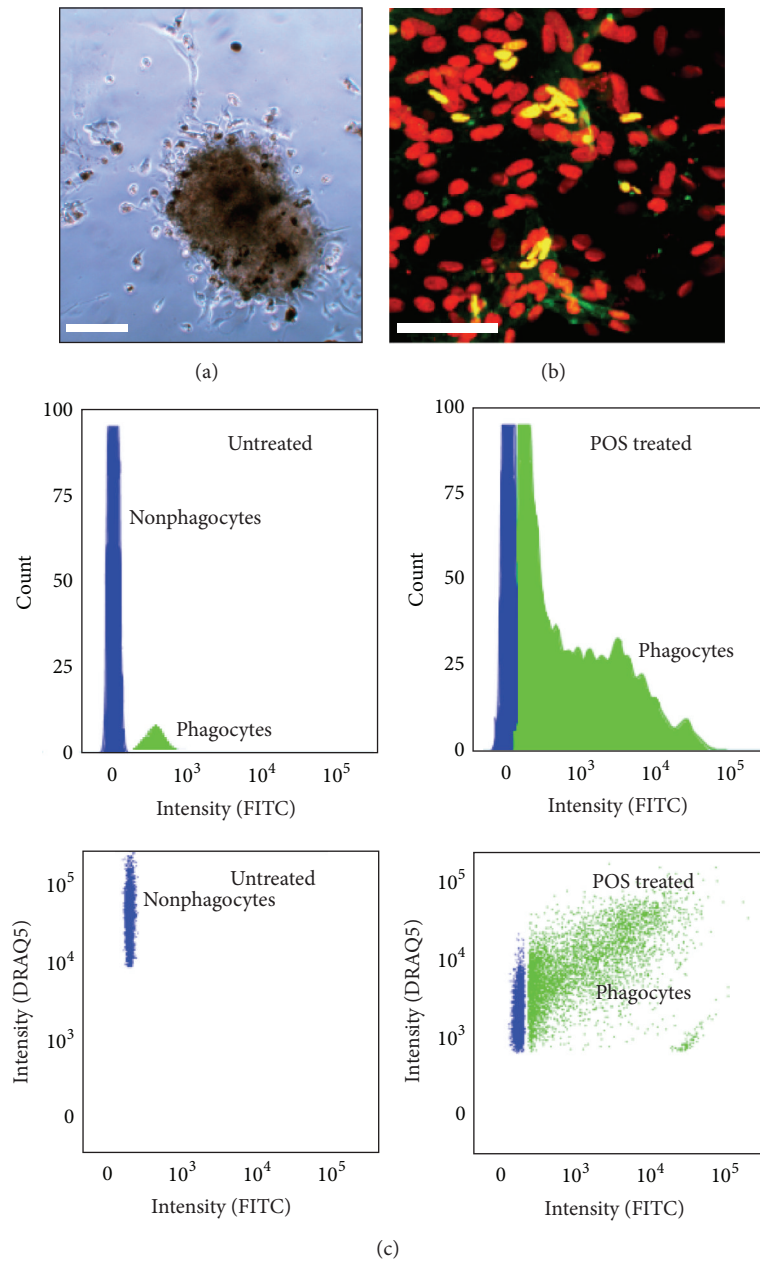 (a)
(b)
100
75
50
25
0
Count
Untreated
Nonphagocytes
Phagocytes
0 10³ 10⁴ 10⁵
Intensity (FITC)
100
75
50
25
0
Count
POS treated
Phagocytes
0 10³ 10⁴ 10⁵
Intensity (FITC)
10⁵
10⁴
10³
0
Intensity (DRAQ5)
Untreated
Nonphagocytes
0 10³ 10⁴ 10⁵
Intensity (FITC)
10⁵
10⁴
10³
0
Intensity (DRAQ5)
POS treated
Phagocytes
0 10³ 10⁴ 10⁵
Intensity (FITC)
(c)